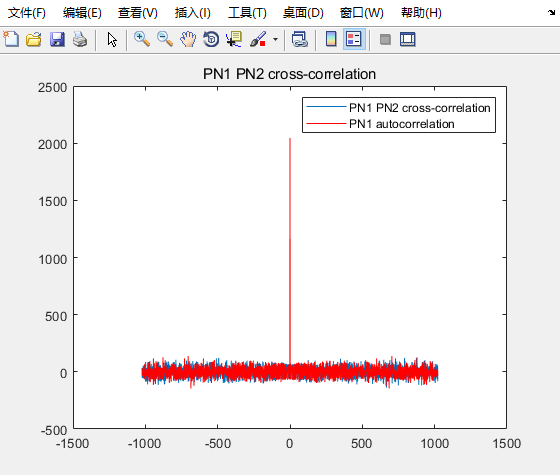 文件(F) 编辑(E) 查看(V) 插入(I) 工具(T) 桌面(D) 窗口(W) 帮助(H)
PN1 PN2 cross-correlation
2500
PN1 PN2 cross-correlation
PN1 autocorrelation
2000
1500
1000
500
0
-500
-1500 -1000 -500 0 500 1000 1500